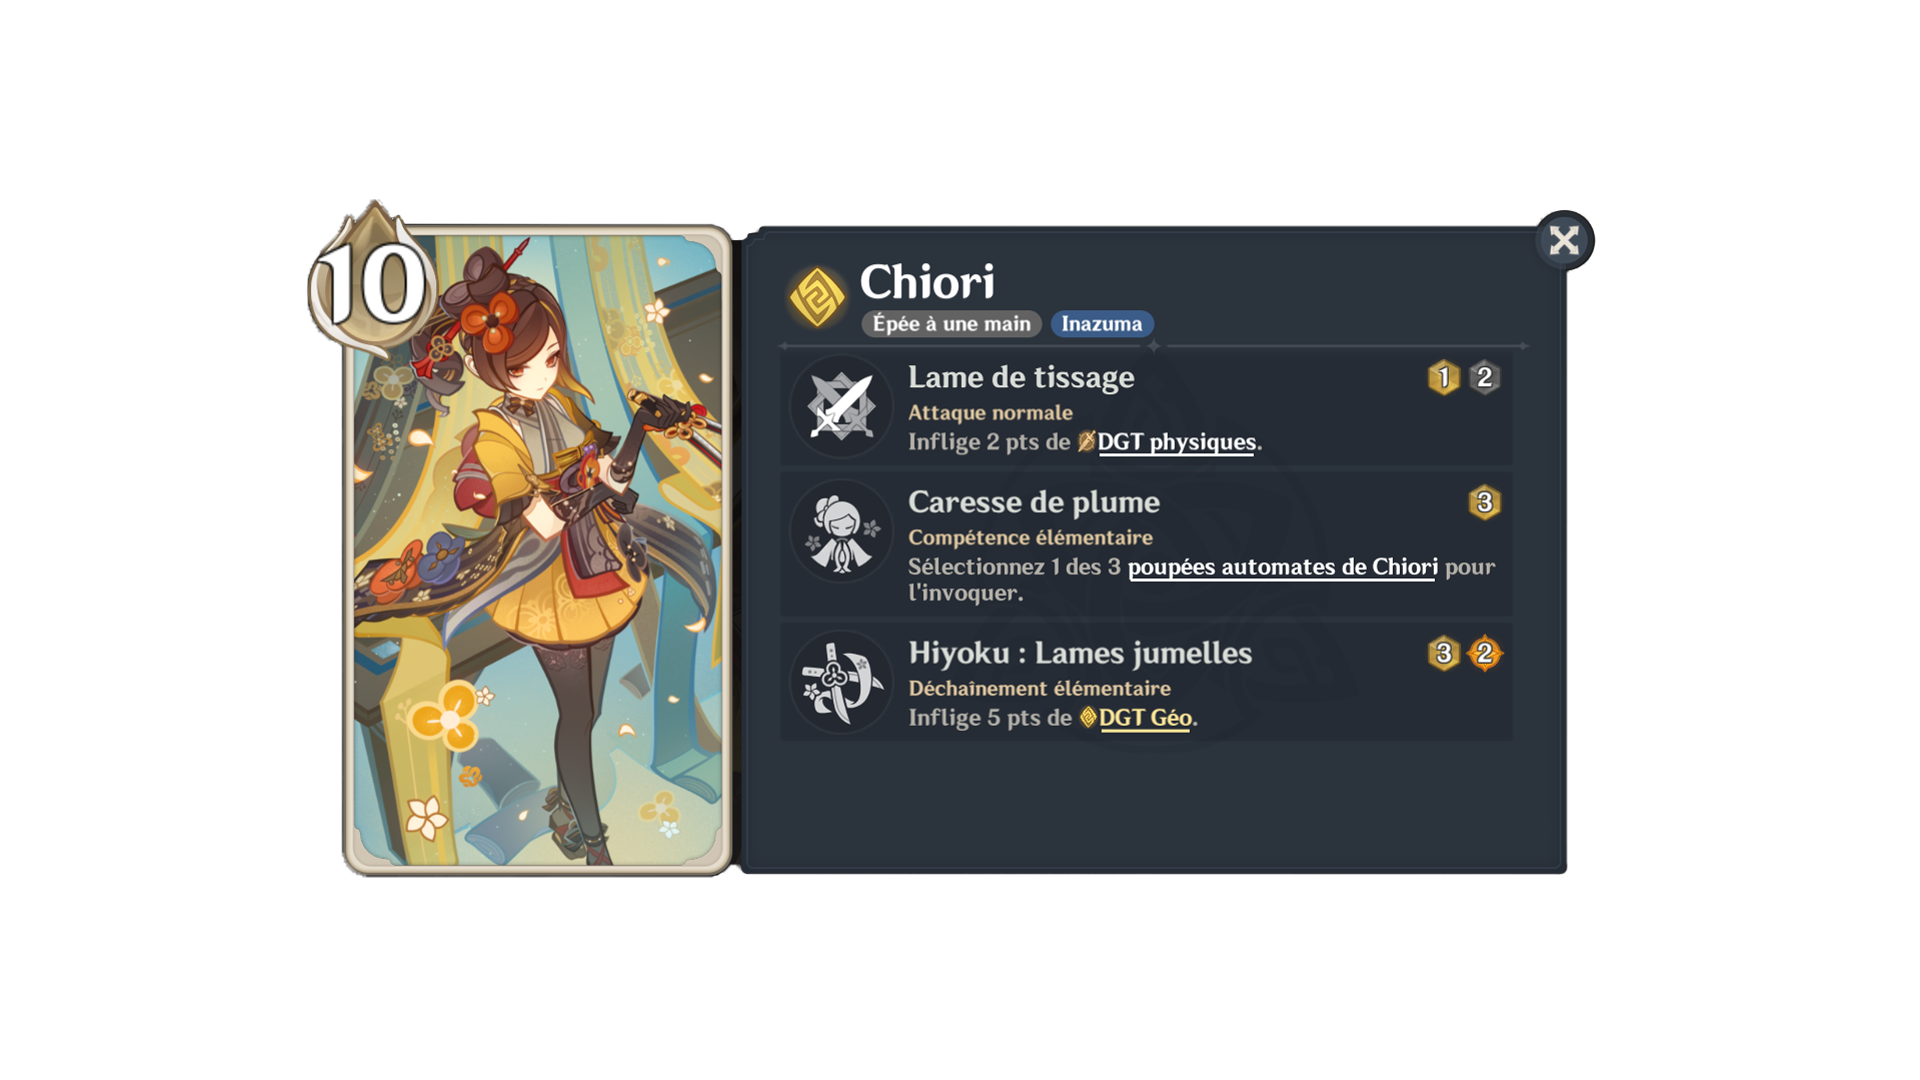 10
Chiori
Épée à une main Inazuma
Lame de tissage 1 2
Attaque normale
Inflige 2 pts de DGT physiques.
Caresse de plume 3
Compétence élémentaire
Sélectionnez 1 des 3 poupées automates de Chiori pour
l'invoquer.
Hiyoku : Lames jumelles 3 2
Déchaînement élémentaire
Inflige 5 pts de DGT Géo.